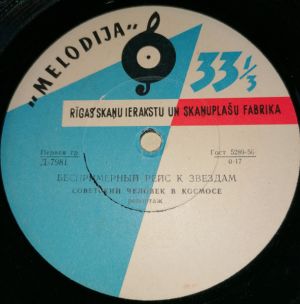 „MELODIJA"
33⅓
RĪGAS SKAŅU IERAKSTU UN SKAŅUPLAŠU FABRIKA
Первая гр.
Д-7981
Гост 5289-56
0-17
БЕСПРИМЕРНЫЙ РЕЙС К ЗВЕЗДАМ
СОВЕТСКИЙ ЧЕЛОВЕК В КОСМОСЕ
репортаж